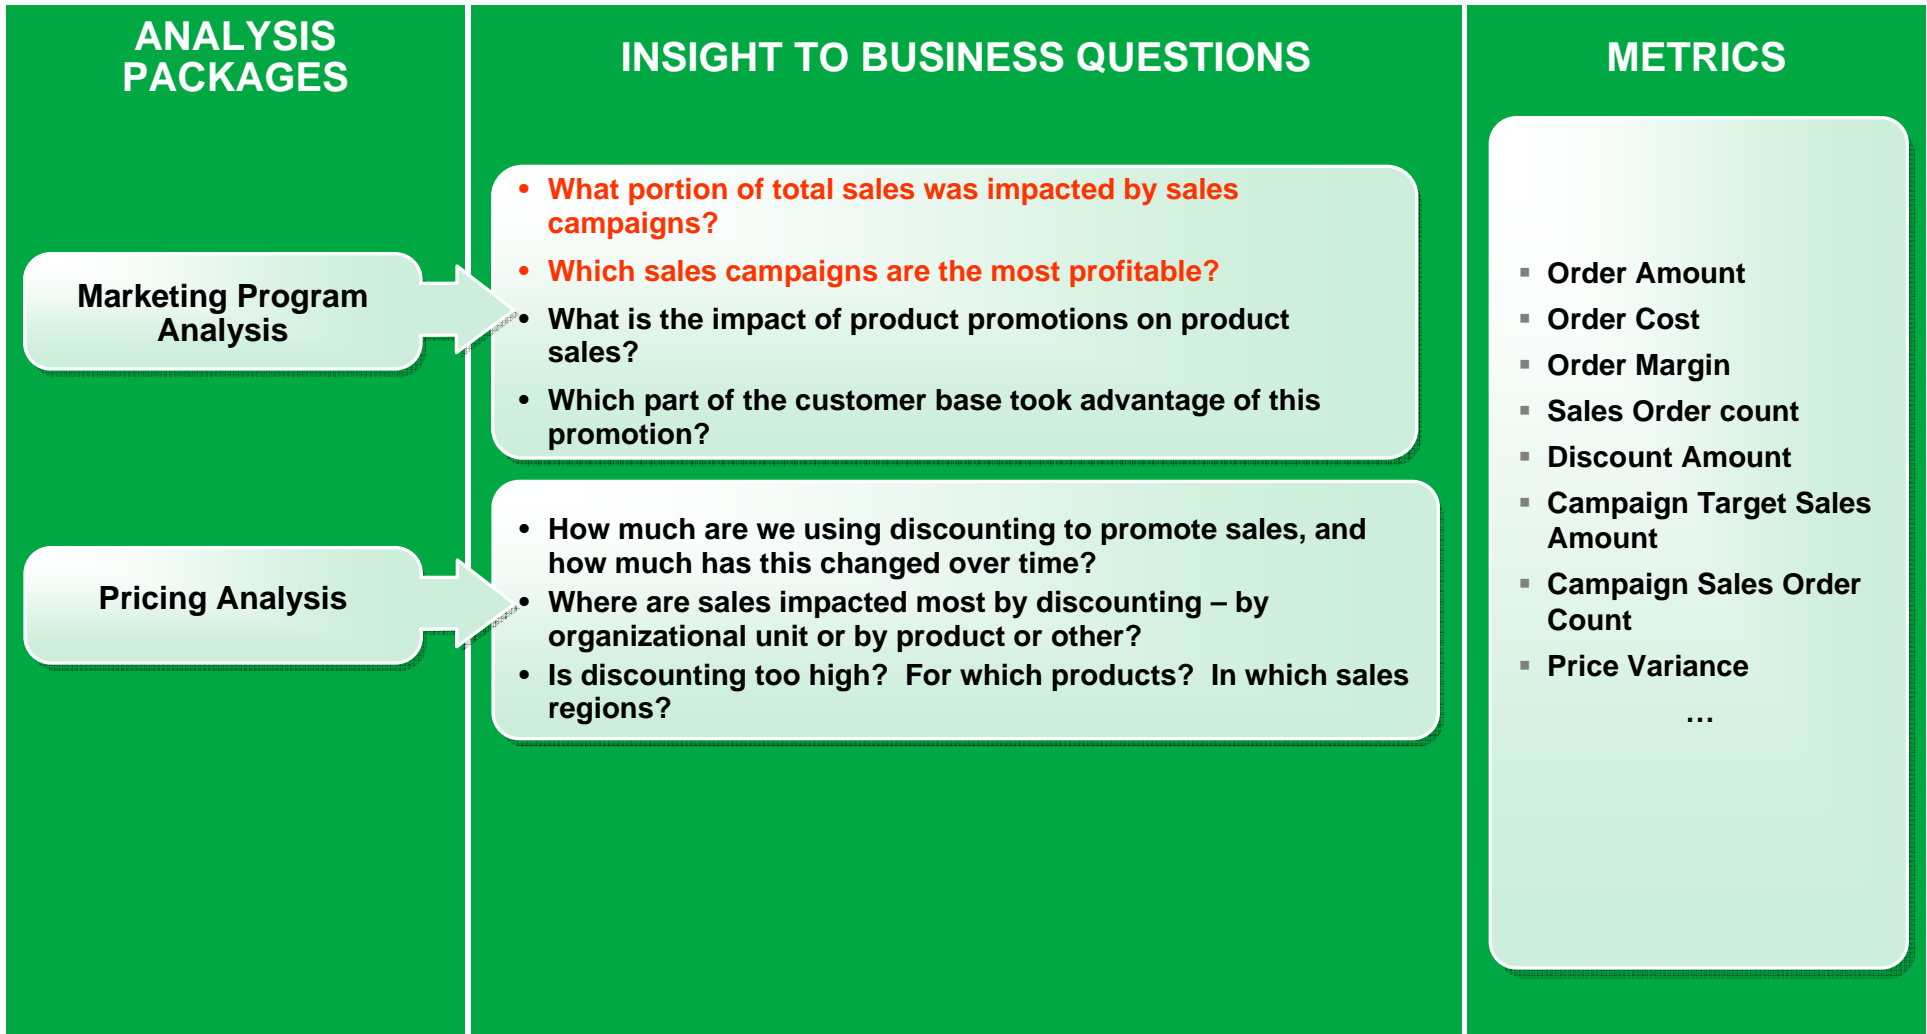 ANALYSIS
PACKAGES
INSIGHT TO BUSINESS QUESTIONS
METRICS
Marketing Program
Analysis
• What portion of total sales was impacted by sales
campaigns?
• Which sales campaigns are the most profitable?
• What is the impact of product promotions on product
sales?
• Which part of the customer base took advantage of this
promotion?
Pricing Analysis
• How much are we using discounting to promote sales, and
how much has this changed over time?
• Where are sales impacted most by discounting – by
organizational unit or by product or other?
• Is discounting too high?  For which products?  In which sales
regions?
▪ Order Amount
▪ Order Cost
▪ Order Margin
▪ Sales Order count
▪ Discount Amount
▪ Campaign Target Sales
Amount
▪ Campaign Sales Order
Count
▪ Price Variance
…